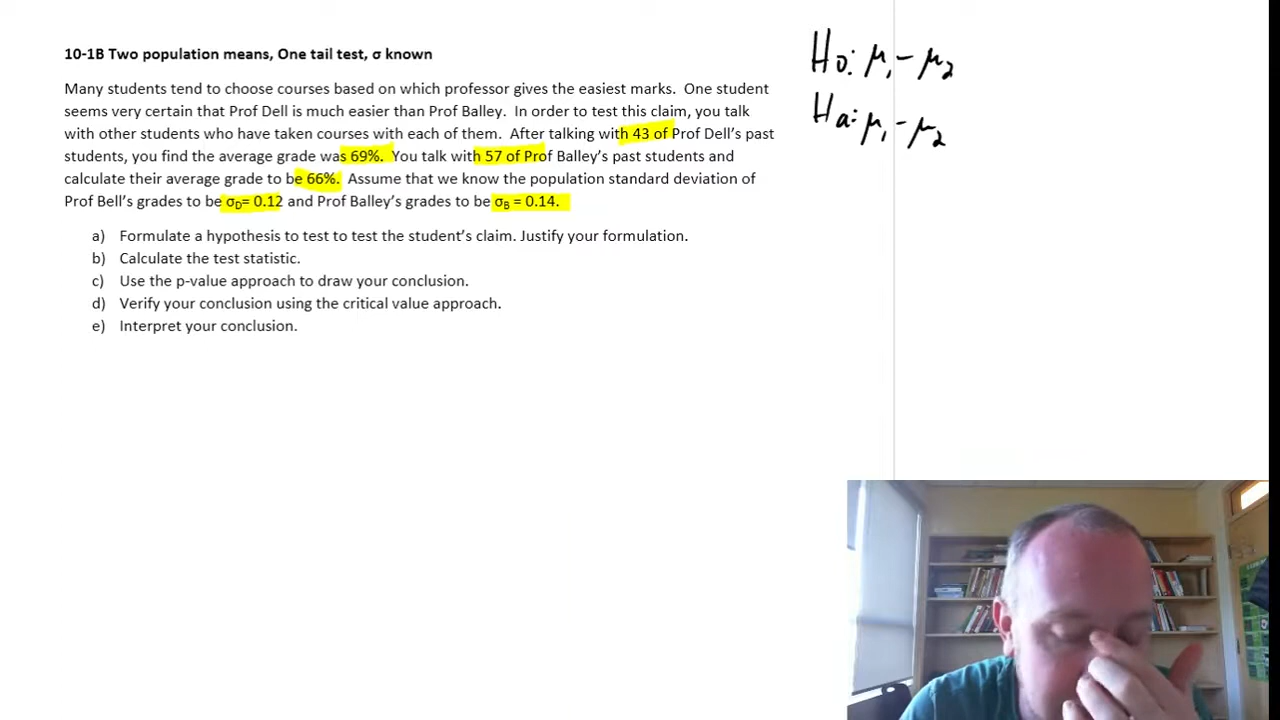 10-1B Two population means, One tail test, σ known
Many students tend to choose courses based on which professor gives the easiest marks. One student
seems very certain that Prof Dell is much easier than Prof Balley. In order to test this claim, you talk
with other students who have taken courses with each of them. After talking with 43 of Prof Dell's past
students, you find the average grade was 69%. You talk with 57 of Prof Balley's past students and
calculate their average grade to be 66%. Assume that we know the population standard deviation of
Prof Bell's grades to be σD= 0.12 and Prof Balley's grades to be σB = 0.14.
a) Formulate a hypothesis to test to test the student's claim. Justify your formulation.
b) Calculate the test statistic.
c) Use the p-value approach to draw your conclusion.
d) Verify your conclusion using the critical value approach.
e) Interpret your conclusion.
Ho: μ1 - μ2
Ha: μ1 - μ2